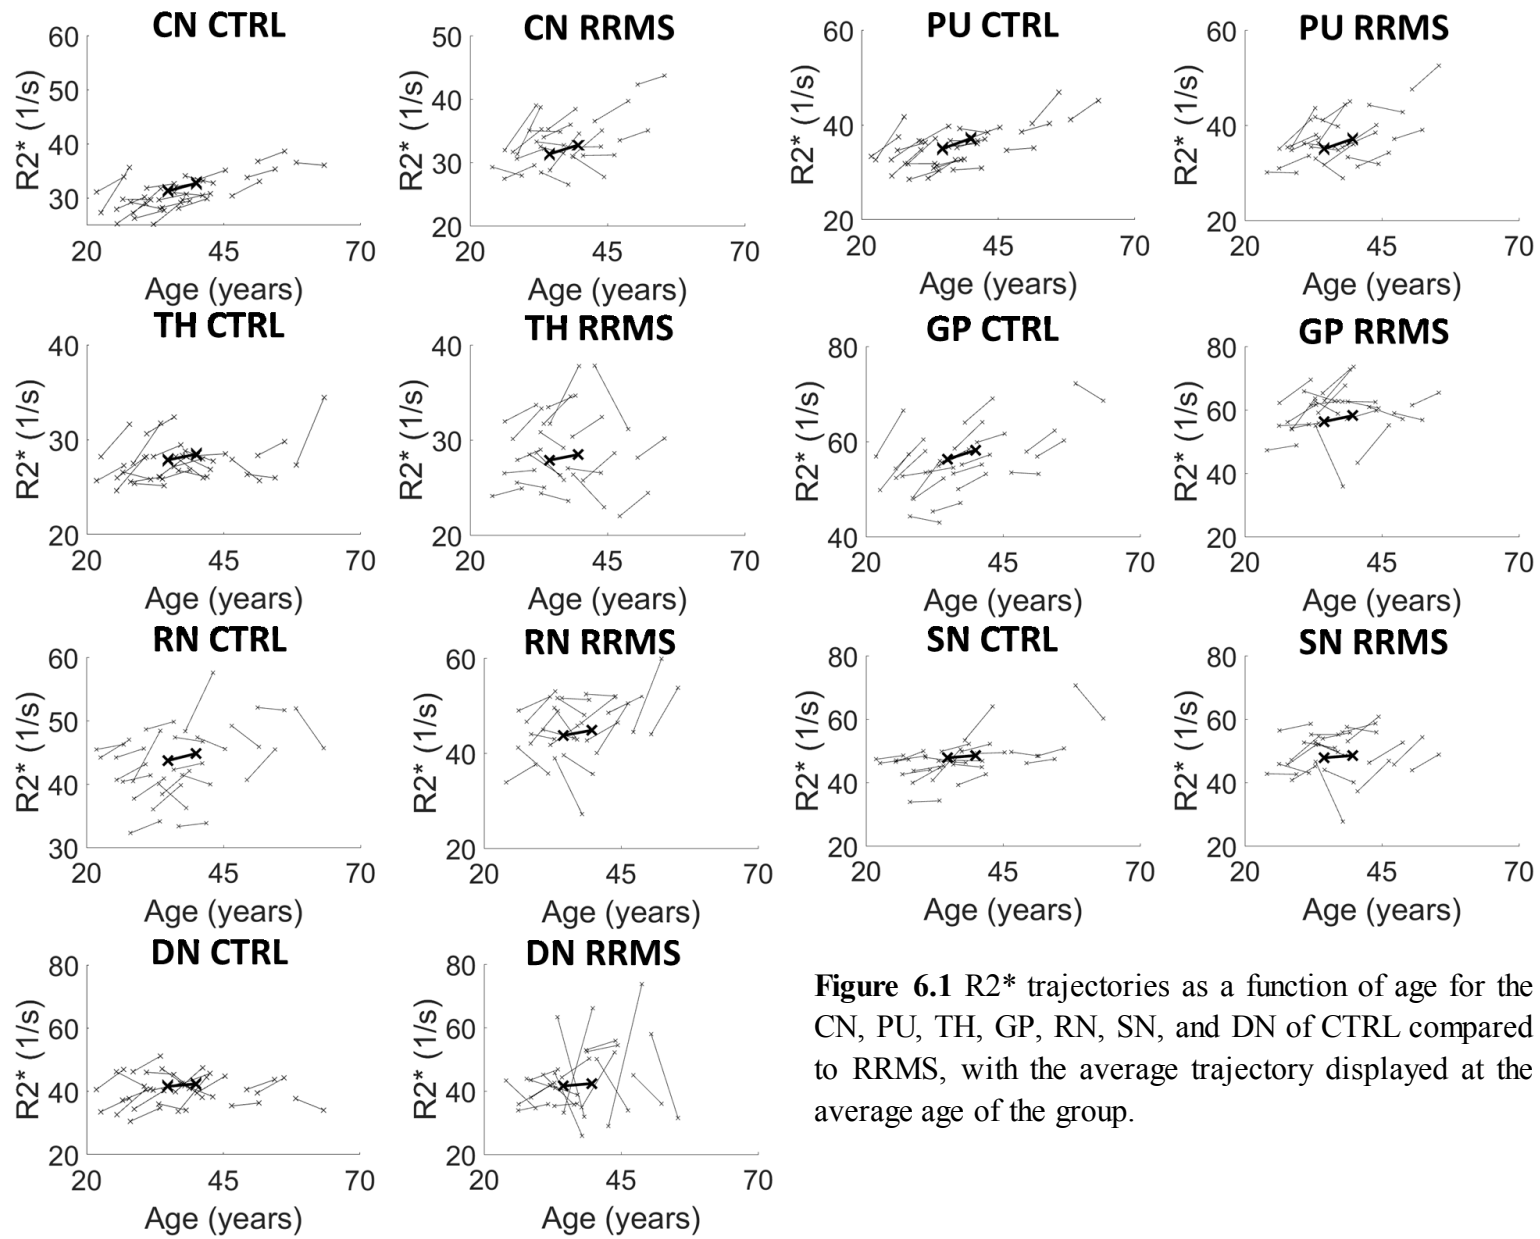 CN CTRL
60
50
40
30
R2* (1/s)
20 45 70
Age (years)
CN RRMS
50
40
30
20
R2* (1/s)
20 45 70
Age (years)
PU CTRL
60
40
20
R2* (1/s)
20 45 70
Age (years)
PU RRMS
60
40
20
R2* (1/s)
20 45 70
Age (years)
TH CTRL
40
30
20
R2* (1/s)
20 45 70
Age (years)
TH RRMS
40
30
20
R2* (1/s)
20 45 70
Age (years)
GP CTRL
80
60
40
R2* (1/s)
20 45 70
Age (years)
GP RRMS
80
60
40
20
R2* (1/s)
20 45 70
Age (years)
RN CTRL
60
50
40
30
R2* (1/s)
20 45 70
Age (years)
RN RRMS
60
40
20
R2* (1/s)
20 45 70
Age (years)
SN CTRL
80
60
40
20
R2* (1/s)
20 45 70
Age (years)
SN RRMS
80
60
40
20
R2* (1/s)
20 45 70
Age (years)
DN CTRL
80
60
40
20
R2* (1/s)
20 45 70
Age (years)
DN RRMS
80
60
40
20
R2* (1/s)
20 45 70
Age (years)
Figure 6.1 R2* trajectories as a function of age for the
CN, PU, TH, GP, RN, SN, and DN of CTRL compared
to RRMS, with the average trajectory displayed at the
average age of the group.